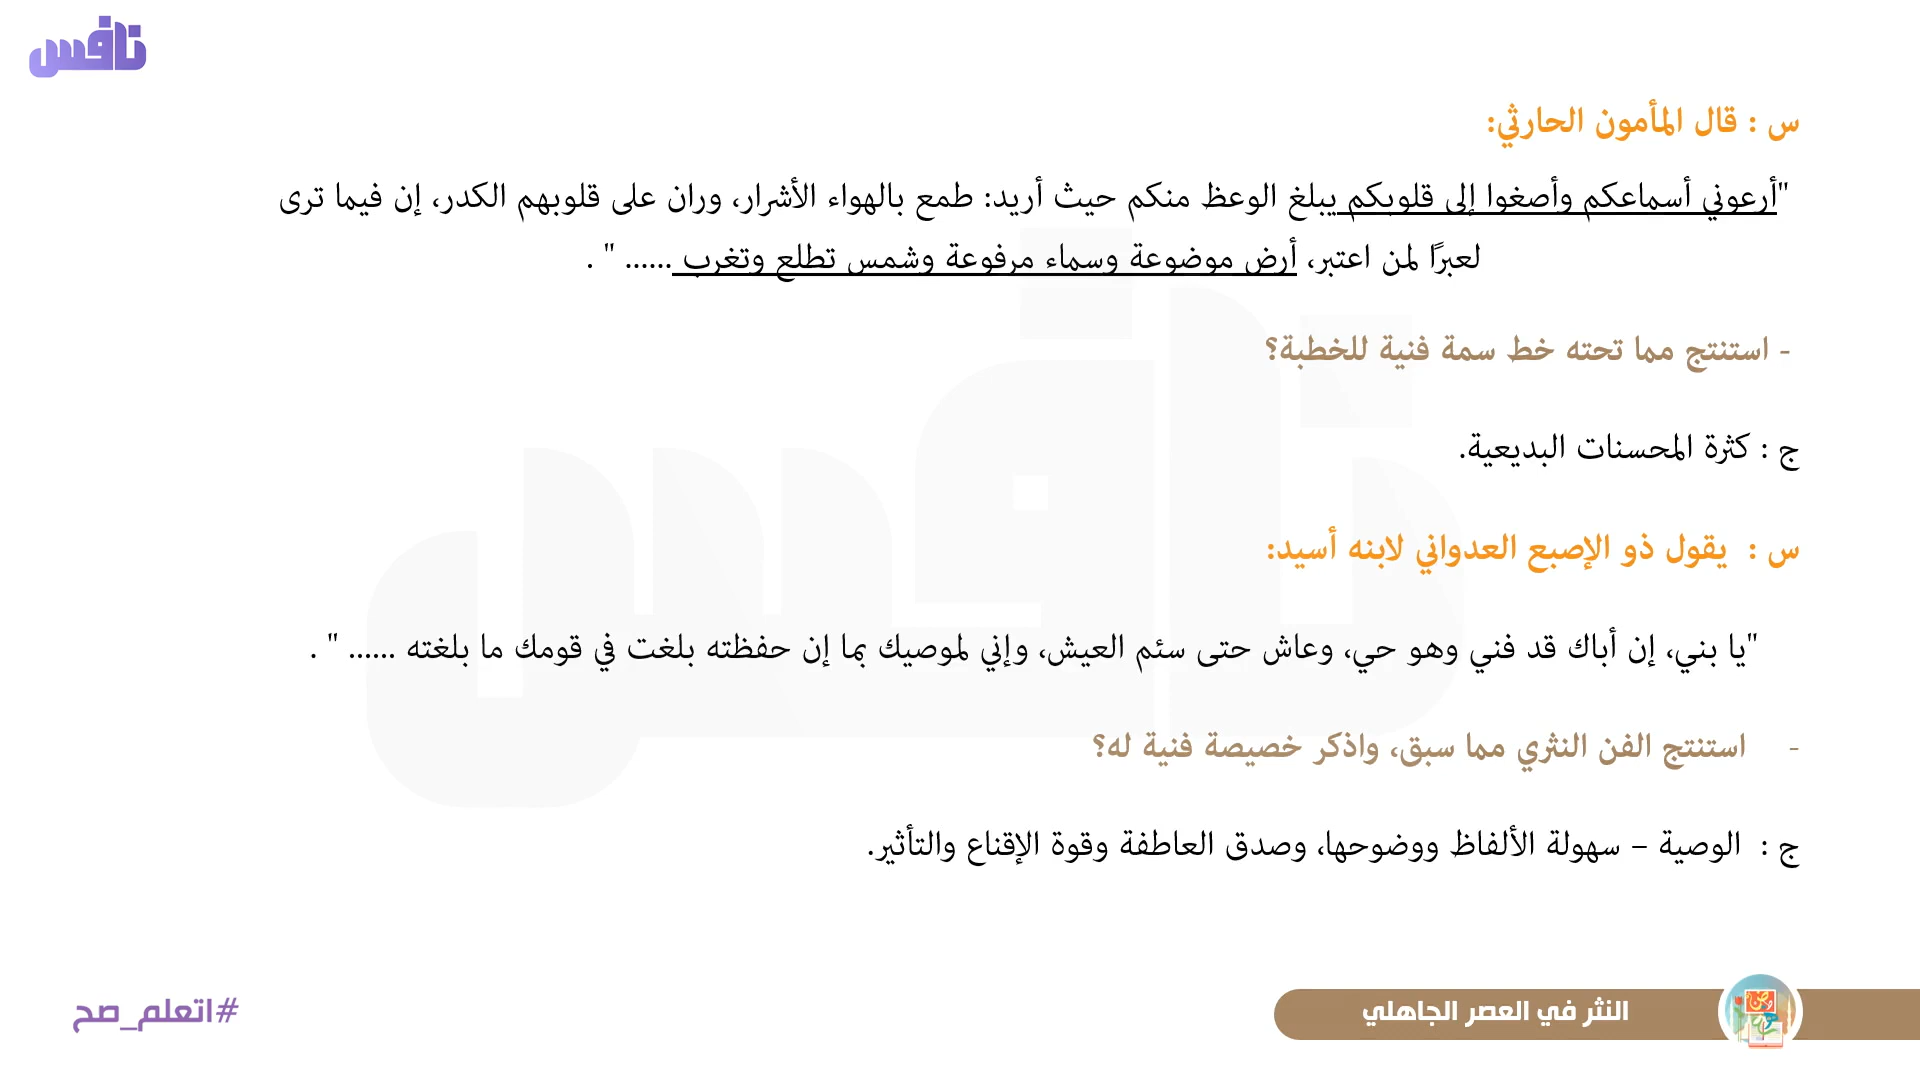 نافس
س : قال المأمون الحارثي:
"أرعوني أسماعكم وأصغوا إلى قلوبكم يبلغ الوعظ منكم حيث أريد: طمع بالهواء الأشرار، وران على قلوبهم الكدر، إن فيما ترى
لعبرًا لمن اعتبر، أرض موضوعة وسماء مرفوعة وشمس تطلع وتغرب ...... " .
- استنتج مما تحته خط سمة فنية للخطبة؟
ج : كثرة المحسنات البديعية.
س : يقول ذو الإصبع العدواني لابنه أسيد:
"يا بني، إن أباك قد فني وهو حي، وعاش حتى سئم العيش، وإني لموصيك بما إن حفظته بلغت في قومك ما بلغته ...... " .
- استنتج الفن النثري مما سبق، واذكر خصيصة فنية له؟
ج : الوصية – سهولة الألفاظ ووضوحها، وصدق العاطفة وقوة الإقناع والتأثير.
النثر في العصر الجاهلي
#اتعلم_صح